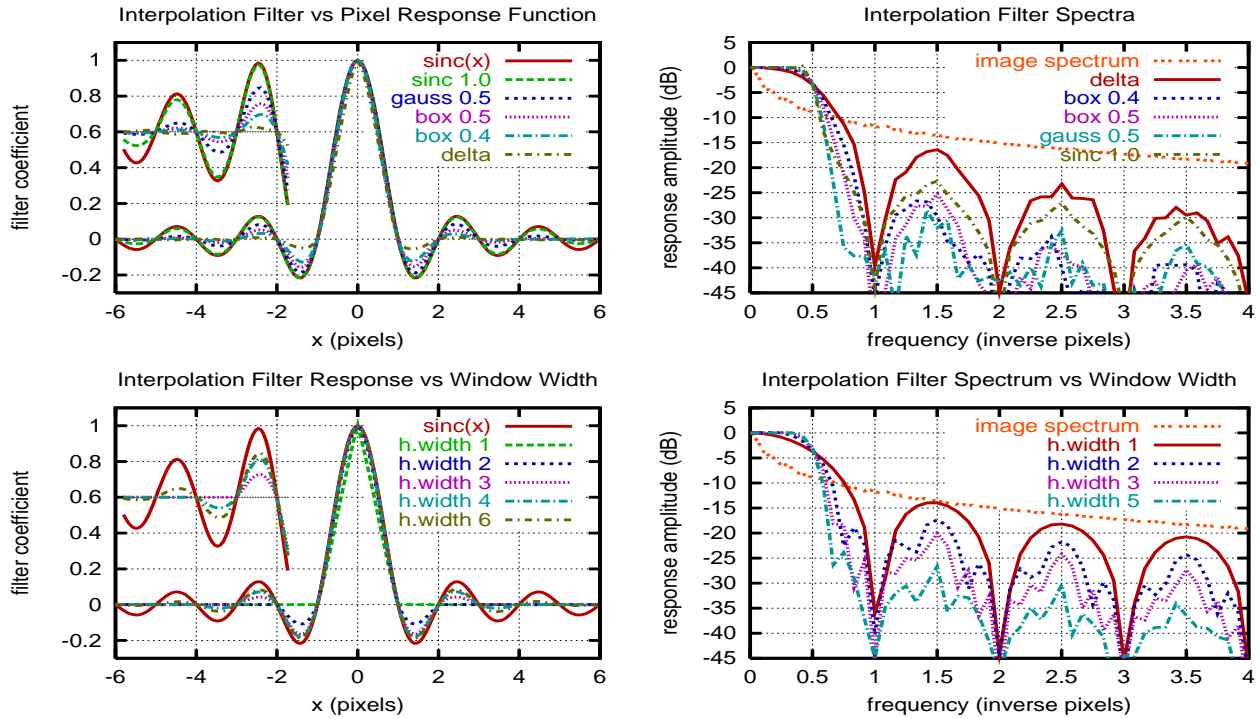 Interpolation Filter vs Pixel Response Function
filter coefficient
1
0.8
0.6
0.4
0.2
0
-0.2
sinc(x)
sinc 1.0
gauss 0.5
box 0.5
box 0.4
delta
-6 -4 -2 0 2 4 6
x (pixels)
Interpolation Filter Spectra
response amplitude (dB)
5
0
-5
-10
-15
-20
-25
-30
-35
-40
-45
image spectrum
delta
box 0.4
box 0.5
gauss 0.5
sinc 1.0
0 0.5 1 1.5 2 2.5 3 3.5 4
frequency (inverse pixels)
Interpolation Filter Response vs Window Width
filter coefficient
1
0.8
0.6
0.4
0.2
0
-0.2
sinc(x)
h.width 1
h.width 2
h.width 3
h.width 4
h.width 6
-6 -4 -2 0 2 4 6
x (pixels)
Interpolation Filter Spectrum vs Window Width
response amplitude (dB)
5
0
-5
-10
-15
-20
-25
-30
-35
-40
-45
image spectrum
h.width 1
h.width 2
h.width 3
h.width 5
0 0.5 1 1.5 2 2.5 3 3.5 4
frequency (inverse pixels)